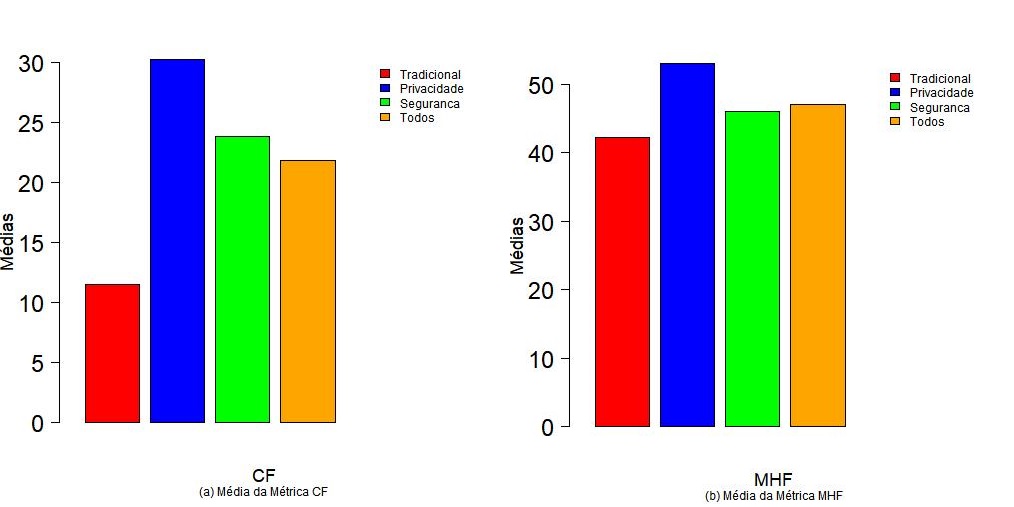 30
25
20
15
10
5
0
Médias
Tradicional
Privacidade
Seguranca
Todos
CF
(a) Média da Métrica CF
50
40
30
20
10
0
Médias
Tradicional
Privacidade
Seguranca
Todos
MHF
(b) Média da Métrica MHF